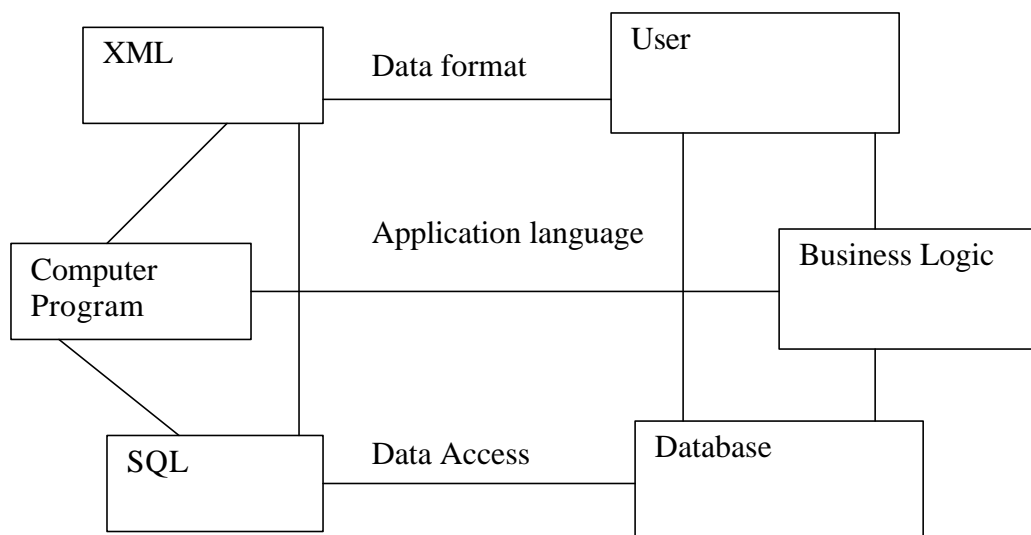 XML
User
Data format
Application language
Business Logic
Computer
Program
SQL
Data Access
Database